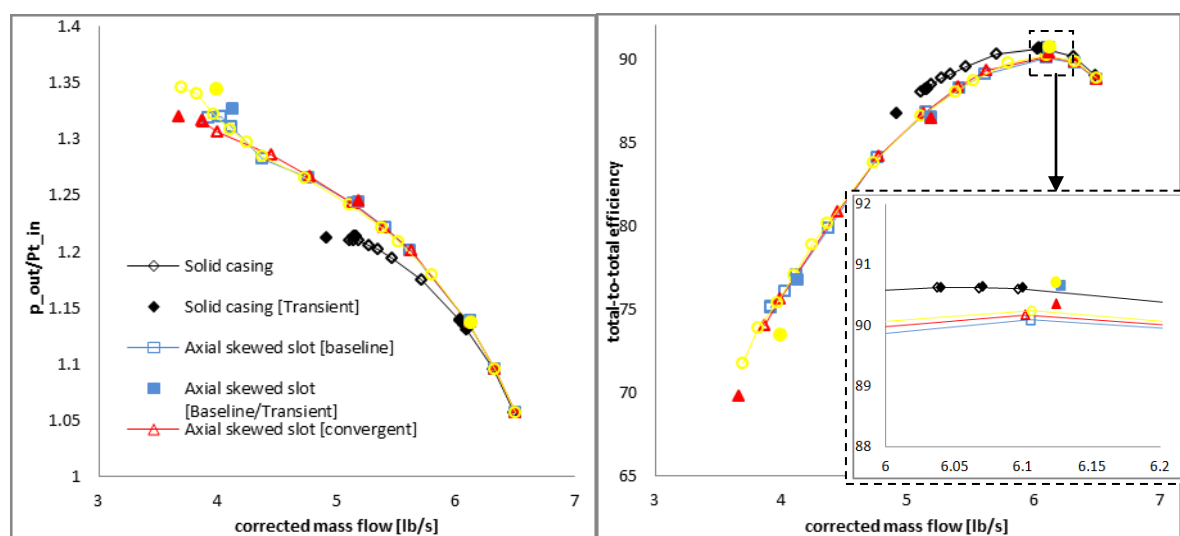 1.4
1.35
1.3
1.25
1.2
1.15
1.1
1.05
1
p_out/Pt_in
Solid casing
Solid casing [Transient]
Axial skewed slot [baseline]
Axial skewed slot
[Baseline/Transient]
Axial skewed slot [convergent]
3 4 5 6 7
corrected mass flow [lb/s]
90
85
80
75
70
65
total-to-total efficiency
92
91
90
89
88
6 6.05 6.1 6.15 6.2
3 4 5 6 7
corrected mass flow [lb/s]